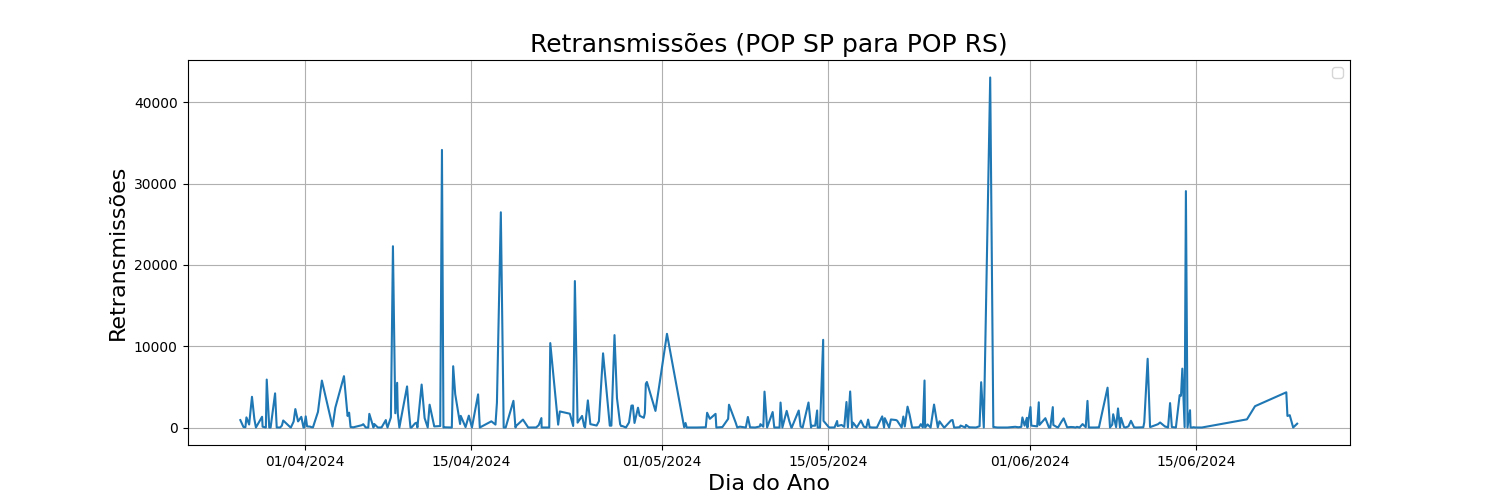 Retransmissões (POP SP para POP RS)
Retransmissões
40000
30000
20000
10000
0
01/04/2024 15/04/2024 01/05/2024 15/05/2024 01/06/2024 15/06/2024
Dia do Ano